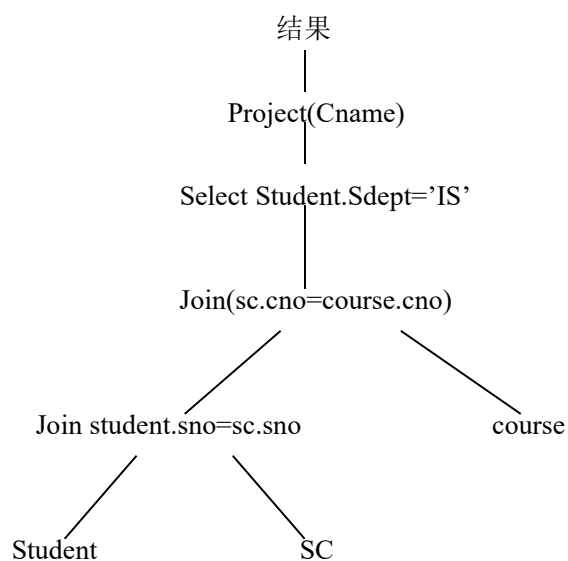 结果
Project(Cname)
Select Student.Sdept=’IS’
Join(sc.cno=course.cno)
Join student.sno=sc.sno
course
Student
SC